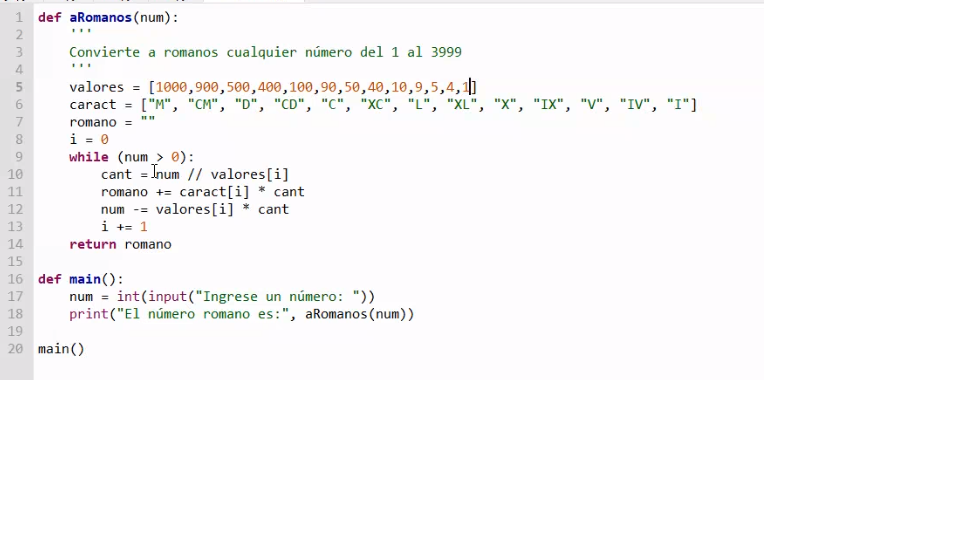 1 def aRomanos(num):
2 '''
3 Convierte a romanos cualquier número del 1 al 3999
4 '''
5 valores = [1000,900,500,400,100,90,50,40,10,9,5,4,1]
6 caract = ["M", "CM", "D", "CD", "C", "XC", "L", "XL", "X", "IX", "V", "IV", "I"]
7 romano = ""
8 i = 0
9 while (num > 0):
10 cant = num // valores[i]
11 romano += caract[i] * cant
12 num -= valores[i] * cant
13 i += 1
14 return romano
15
16 def main():
17 num = int(input("Ingrese un número: "))
18 print("El número romano es:", aRomanos(num))
19
20 main()